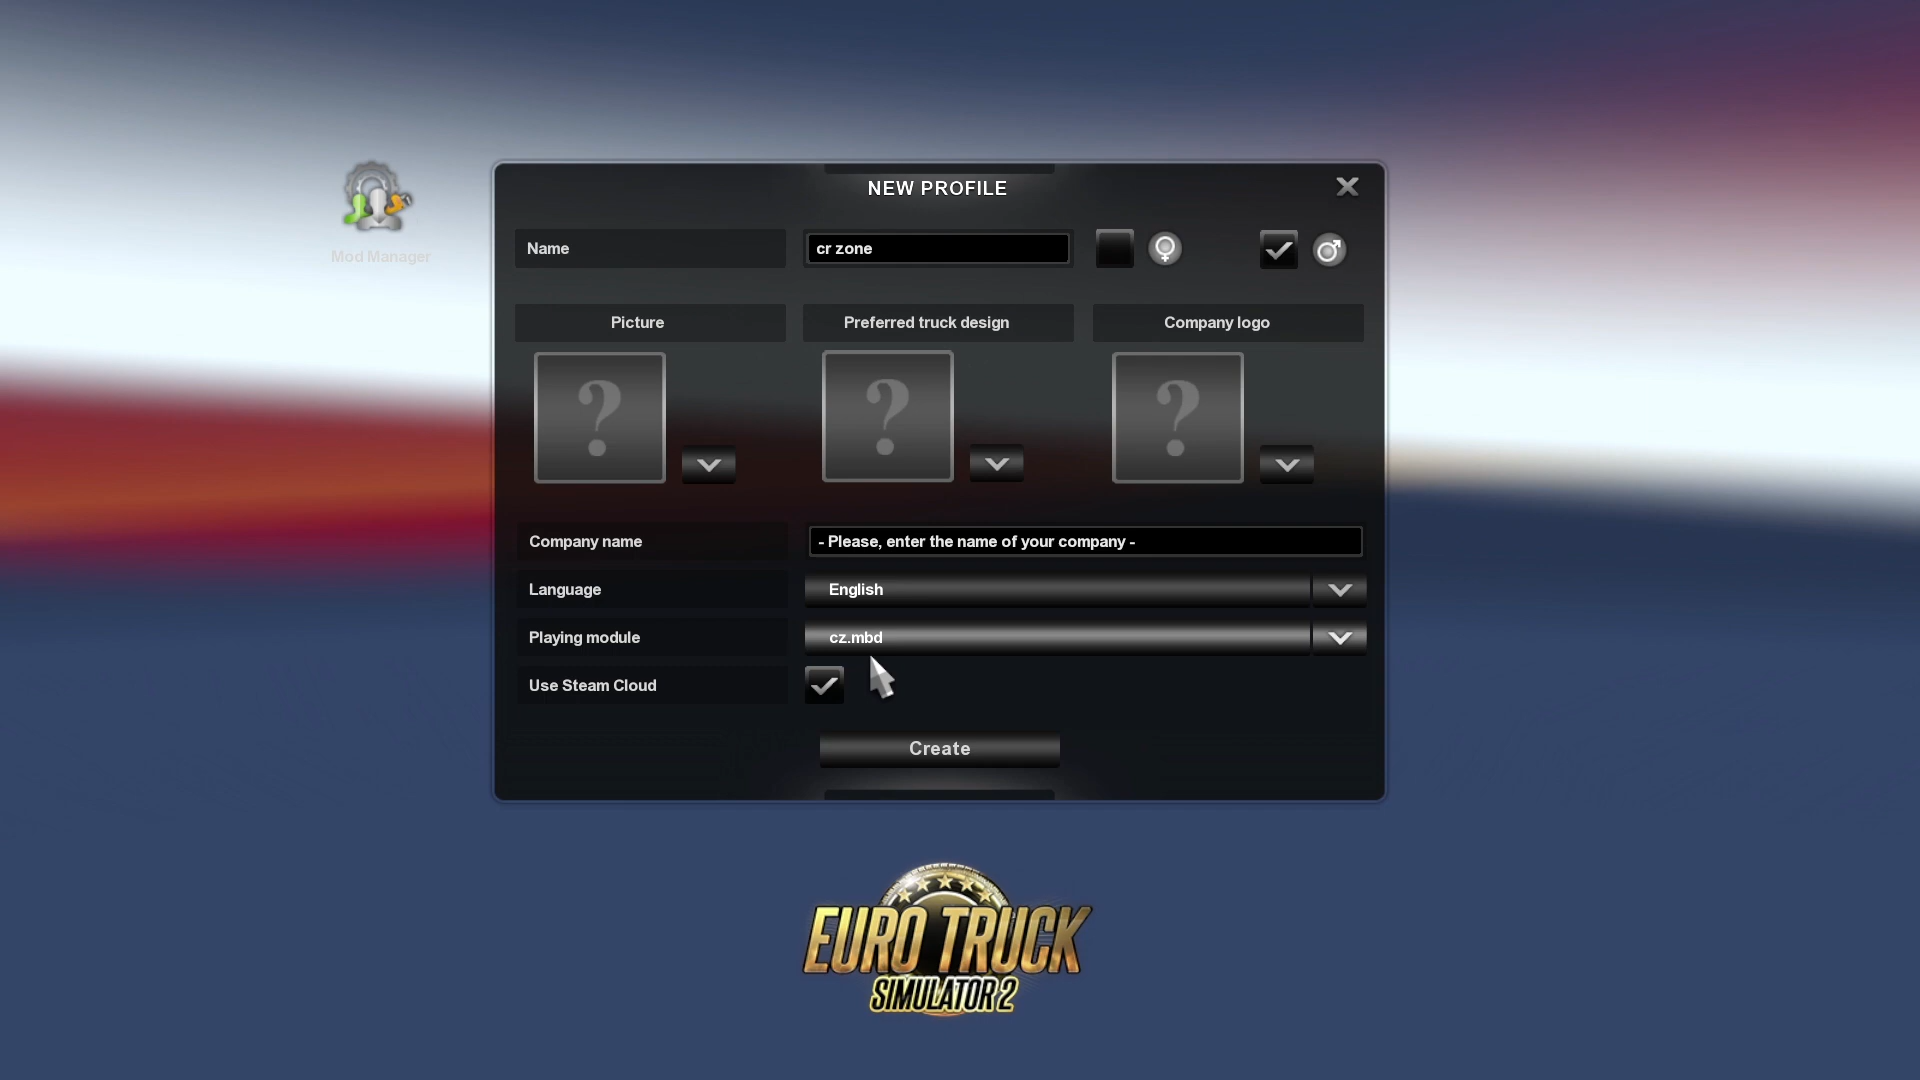 NEW PROFILE
Mod Manager
Name
cr zone
Picture
Preferred truck design
Company logo
Company name
- Please, enter the name of your company -
Language
English
Playing module
cz.mbd
Use Steam Cloud
Create
EURO TRUCK
SIMULATOR 2